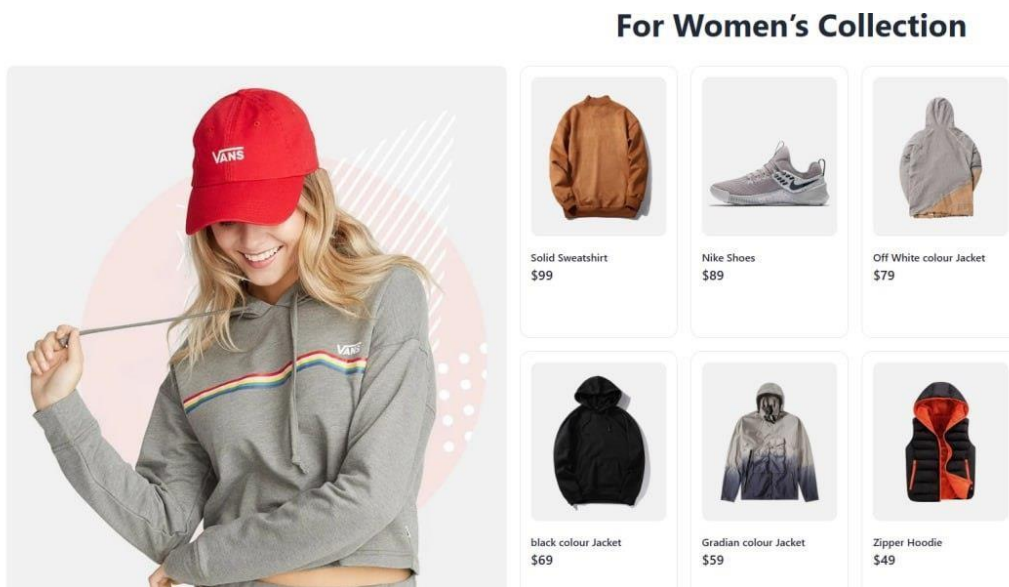 For Women’s Collection
VANS
VANS
Solid Sweatshirt
$99
Nike Shoes
$89
Off White colour Jacket
$79
black colour Jacket
$69
Gradian colour Jacket
$59
Zipper Hoodie
$49